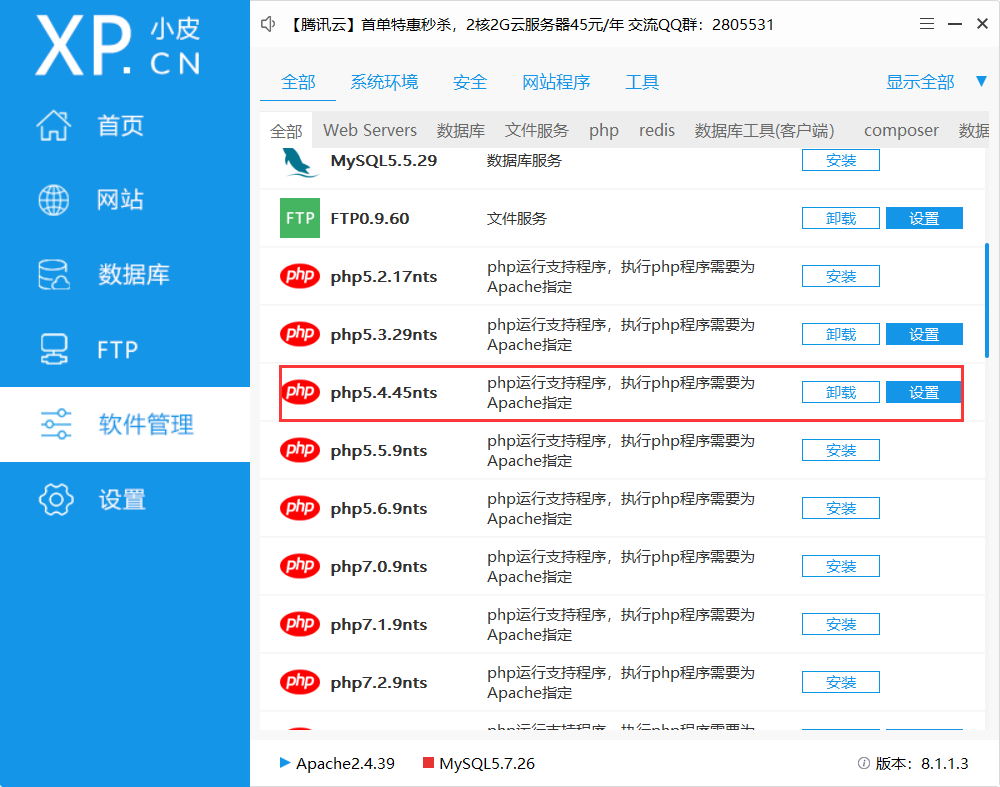 XP.CN 小皮
【腾讯云】首单特惠秒杀，2核2G云服务器45元/年 交流QQ群：2805531
首页
网站
数据库
FTP
软件管理
设置
全部 系统环境 安全 网站程序 工具 显示全部
全部 Web Servers 数据库 文件服务 php redis 数据库工具(客户端) composer 数据
MySQL5.5.29 数据库服务 安装
FTP FTP0.9.60 文件服务 卸载 设置
php php5.2.17nts php运行支持程序，执行php程序需要为
Apache指定 安装
php php5.3.29nts php运行支持程序，执行php程序需要为
Apache指定 卸载 设置
php php5.4.45nts php运行支持程序，执行php程序需要为
Apache指定 卸载 设置
php php5.5.9nts php运行支持程序，执行php程序需要为
Apache指定 安装
php php5.6.9nts php运行支持程序，执行php程序需要为
Apache指定 安装
php php7.0.9nts php运行支持程序，执行php程序需要为
Apache指定 安装
php php7.1.9nts php运行支持程序，执行php程序需要为
Apache指定 安装
php php7.2.9nts php运行支持程序，执行php程序需要为
Apache指定 安装
php运行支持程序，执行php程序需要为
Apache2.4.39 MySQL5.7.26 版本：8.1.1.3